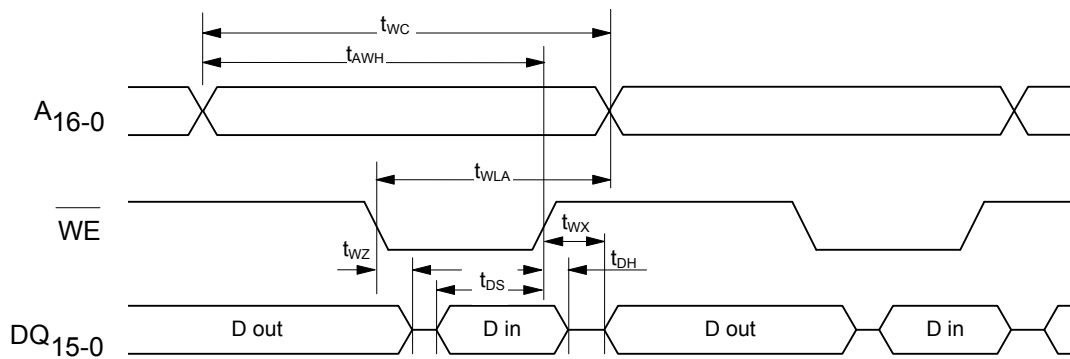 tWC
tAWH
A16-0
tWLA
WE
tWX
tWZ
tDH
tDS
DQ15-0
D out
D in
D out
D in